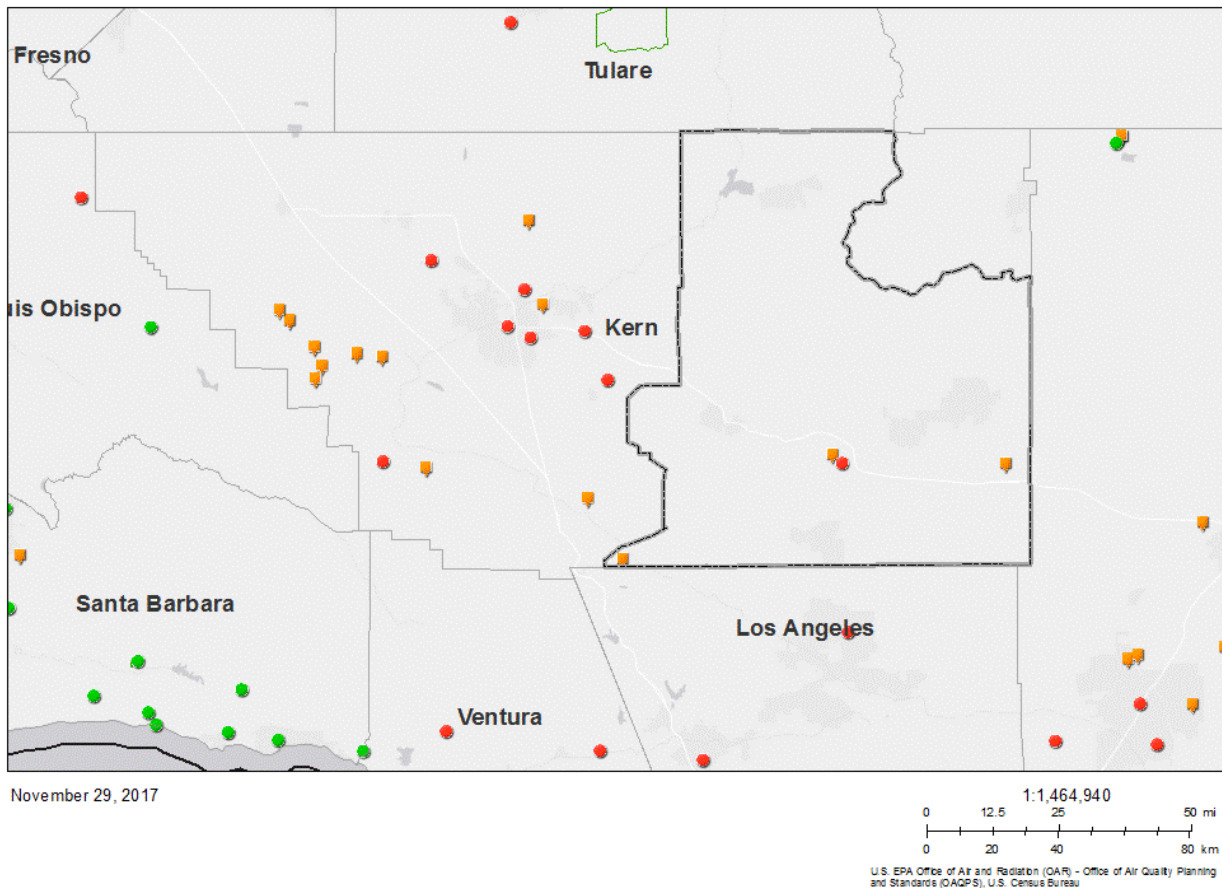 Fresno
Tulare
uis Obispo
Kern
Santa Barbara
Los Angeles
Ventura
November 29, 2017
1:1,464,940
0 12.5 25 50 mi
0 20 40 80 km
U.S. EPA Office of Air and Radiation (OAR) - Office of Air Quality Planning
and Standards (OAQPS), U.S. Census Bureau